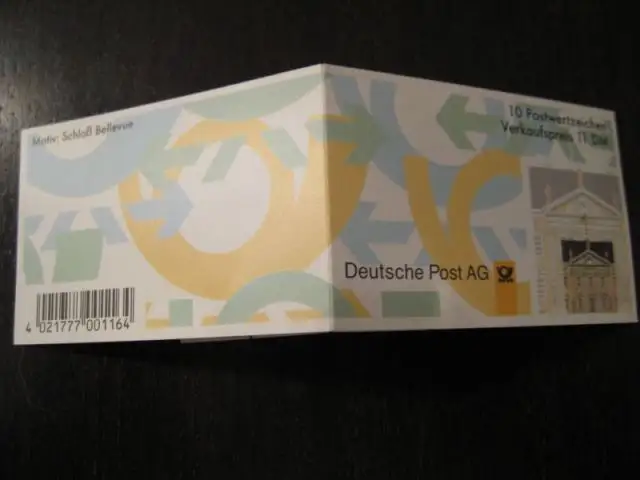 Motiv: Schloß Bellevue
4 021777 001164
10 Postwertzeichen
Verkaufspreis 11 DM
Deutsche Post AG